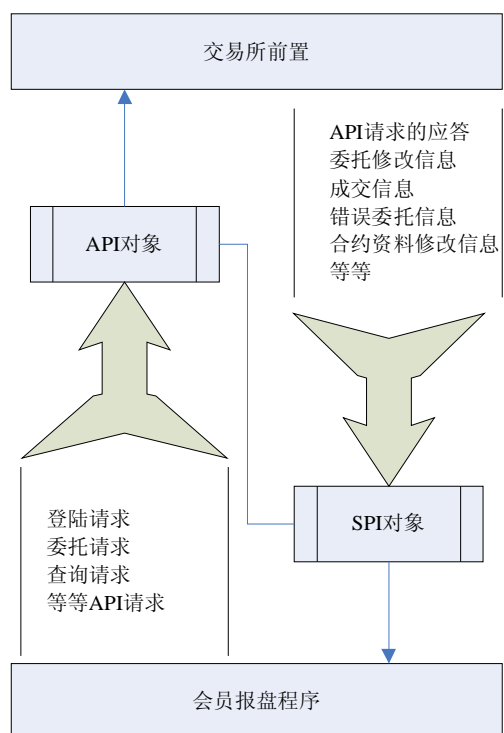 交易所前置
API请求的应答
委托修改信息
成交信息
错误委托信息
合约资料修改信息
等等
API对象
登陆请求
委托请求
查询请求
等等API请求
SPI对象
会员报盘程序